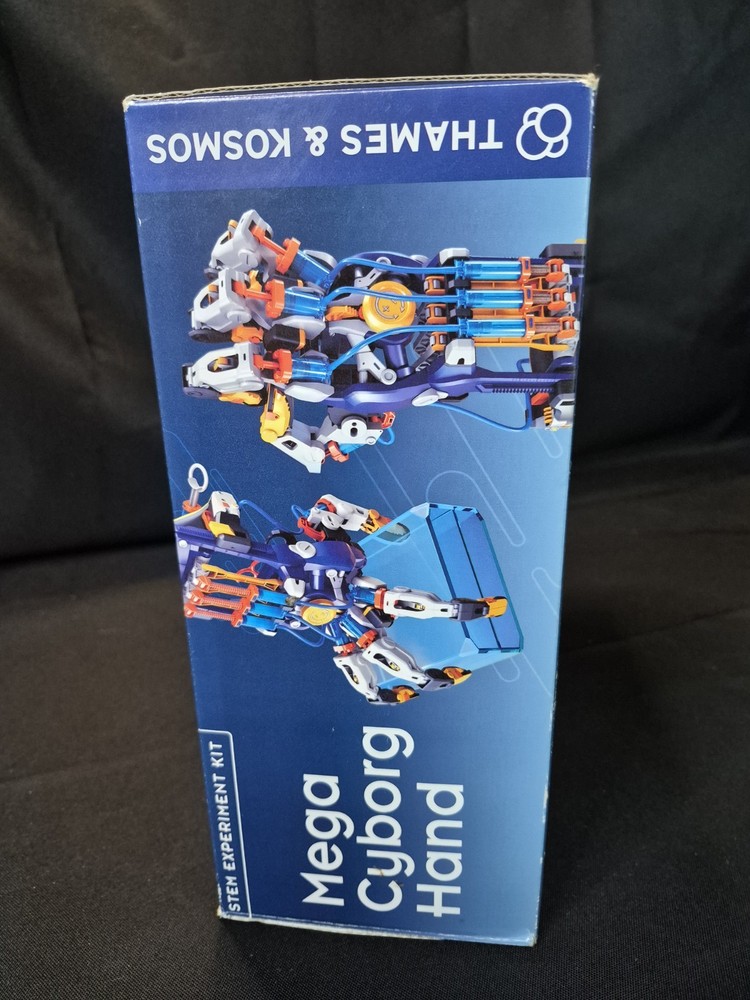 THAMES & KOSMOS
STEM EXPERIMENT KIT
Mega
Cyborg
Hand